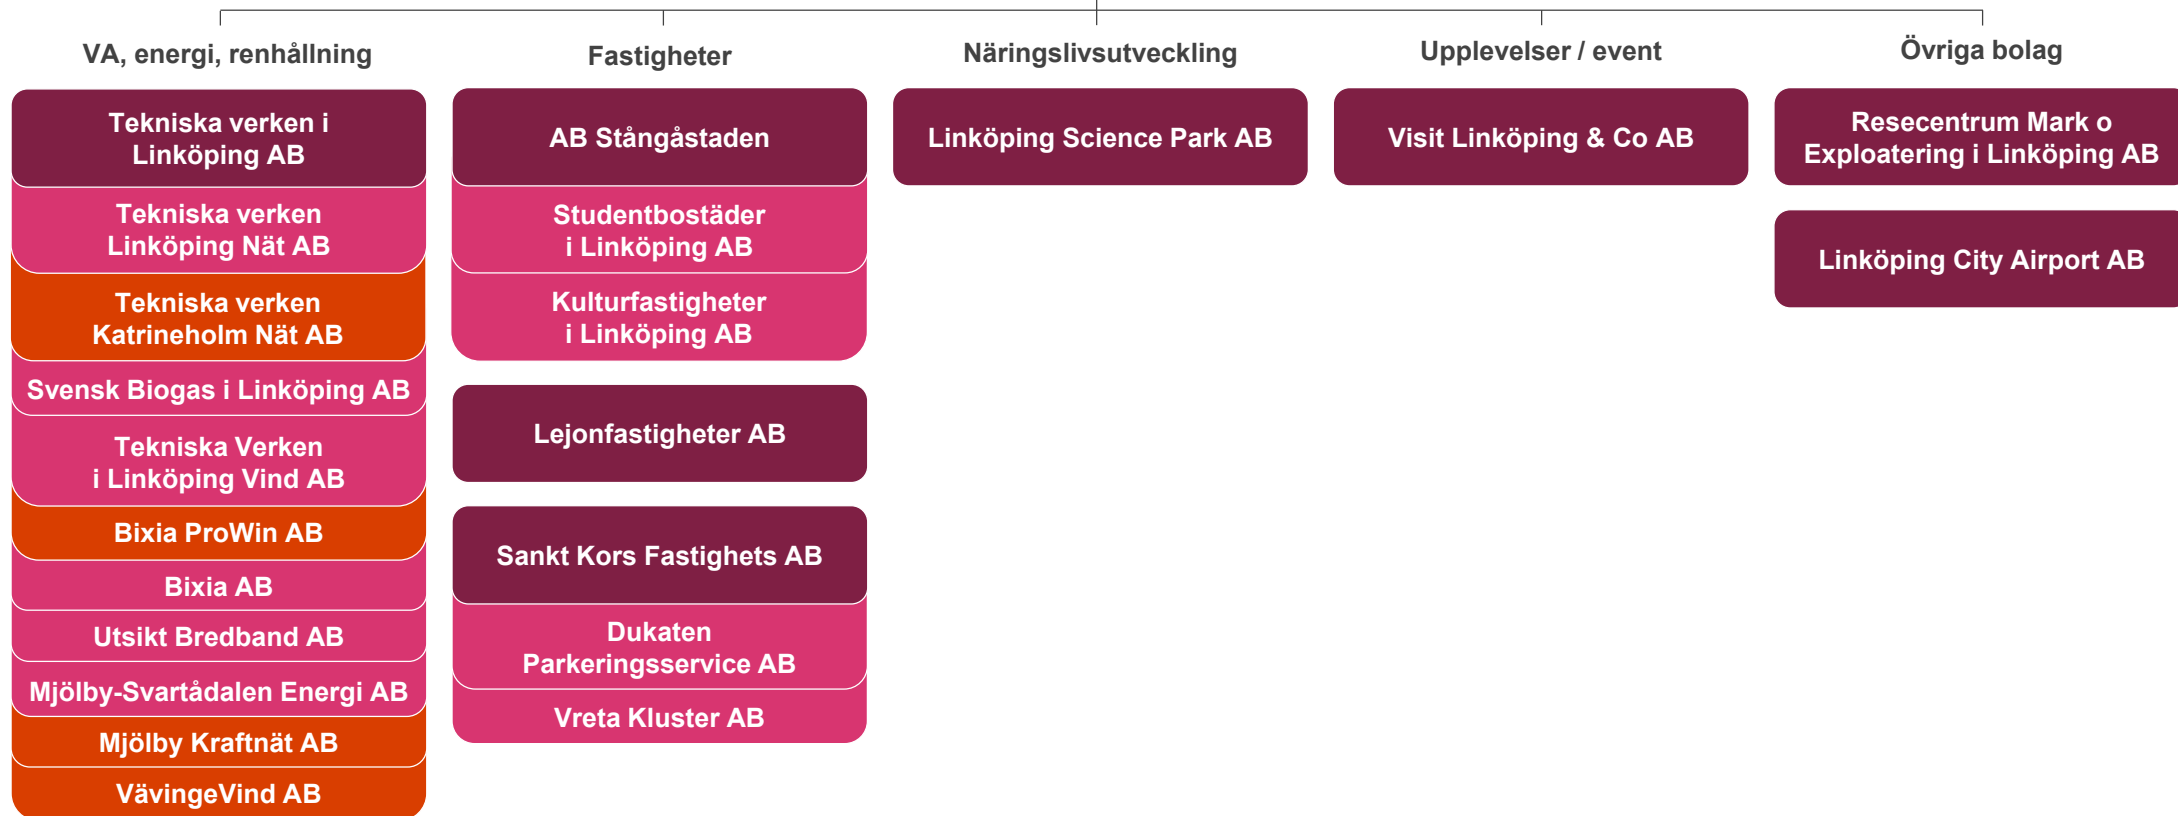 VA, energi, renhållning
Tekniska verken i
Linköping AB
Tekniska verken
Linköping Nät AB
Tekniska verken
Katrineholm Nät AB
Svensk Biogas i Linköping AB
Tekniska Verken
i Linköping Vind AB
Bixia ProWin AB
Bixia AB
Utsikt Bredband AB
Mjölby-Svartådalen Energi AB
Mjölby Kraftnät AB
VävingeVind AB
Fastigheter
AB Stångåstaden
Studentbostäder
i Linköping AB
Kulturfastigheter
i Linköping AB
Lejonfastigheter AB
Sankt Kors Fastighets AB
Dukaten
Parkeringsservice AB
Vreta Kluster AB
Näringslivsutveckling
Linköping Science Park AB
Upplevelser / event
Visit Linköping & Co AB
Övriga bolag
Resecentrum Mark o
Exploatering i Linköping AB
Linköping City Airport AB